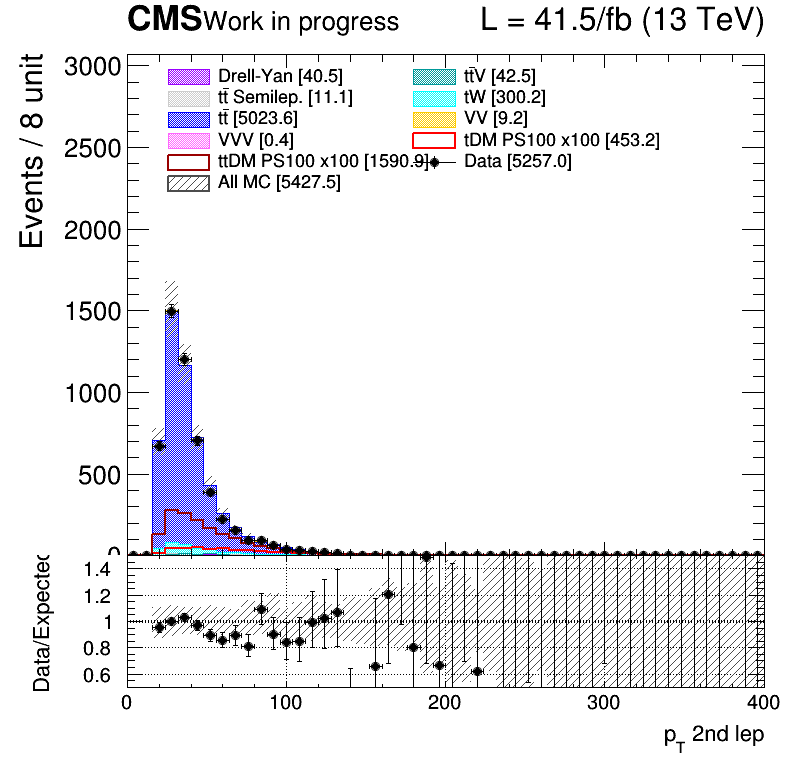 CMS Work in progress L = 41.5/fb (13 TeV)
Events / 8 unit
3000
2500
2000
1500
1000
500
0
Drell-Yan [40.5] tt̄V [42.5]
tt̄ Semilep. [11.1] tW [300.2]
tt̄ [5023.6] VV [9.2]
VVV [0.4] tDM PS100 x100 [453.2]
ttDM PS100 x100 [1590.9] Data [5257.0]
All MC [5427.5]
Data/Expected
1.4
1.2
1
0.8
0.6
0 100 200 300 400
p_T 2nd lep